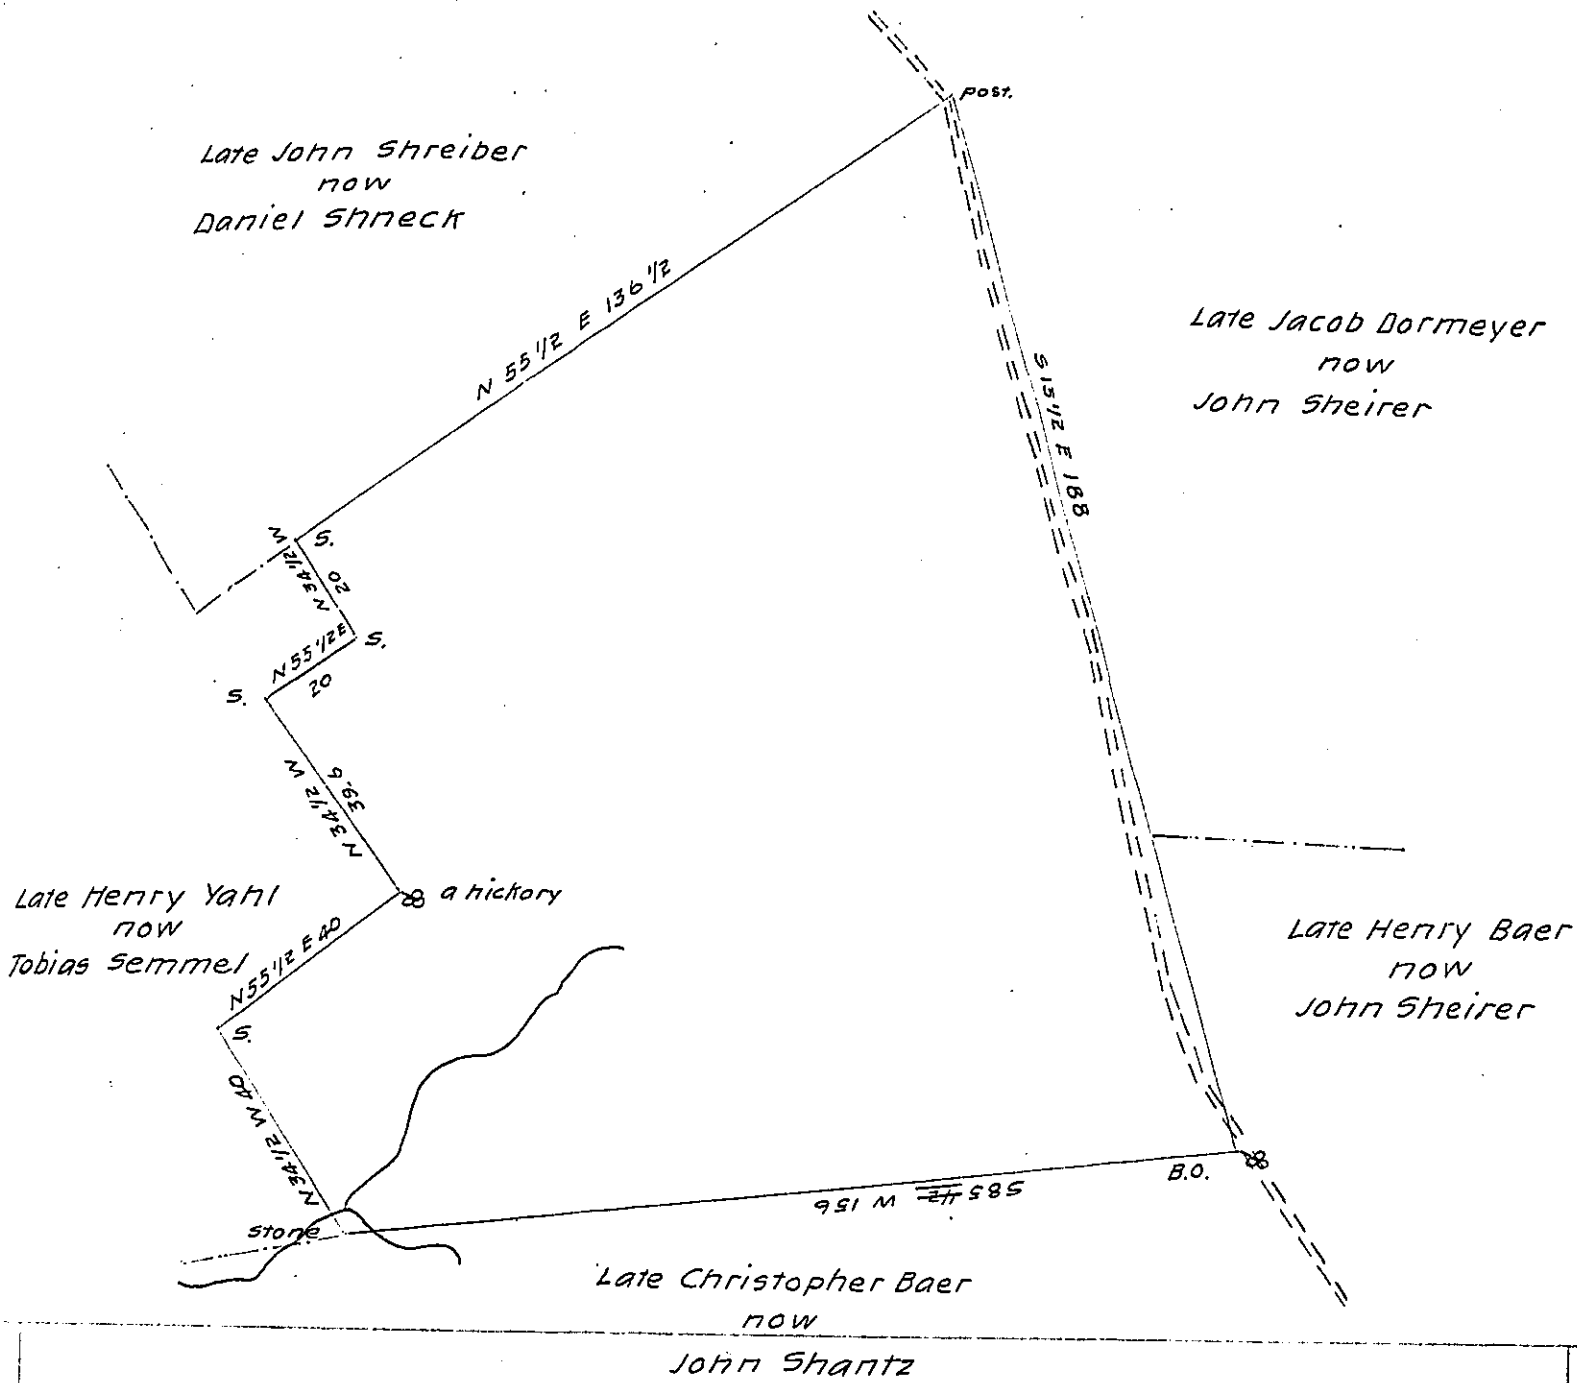 post.
Late John Shreiber
now
Daniel Shneck
N 55 1/2 E 136 1/2
Late Jacob Dormeyer
now
John Sheirer
S 13 1/2 E 188
S.
N 34 1/2 W
20
S.
N 55 1/2 E
20
S.
N 34 1/2 W
39.6
a hickory
Late Henry Yahl
now
Tobias Semmel
N 55 1/2 E 40
S.
Late Henry Baer
now
John Sheirer
N 34 1/2 W 40
stone
S 85 1/2 W 156
B.O.
Late Christopher Baer
now
John Shantz